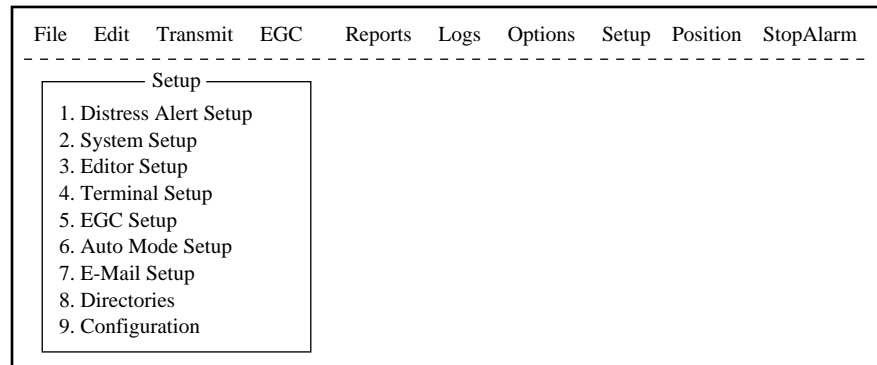 File Edit Transmit EGC Reports Logs Options Setup Position StopAlarm
Setup
1. Distress Alert Setup
2. System Setup
3. Editor Setup
4. Terminal Setup
5. EGC Setup
6. Auto Mode Setup
7. E-Mail Setup
8. Directories
9. Configuration